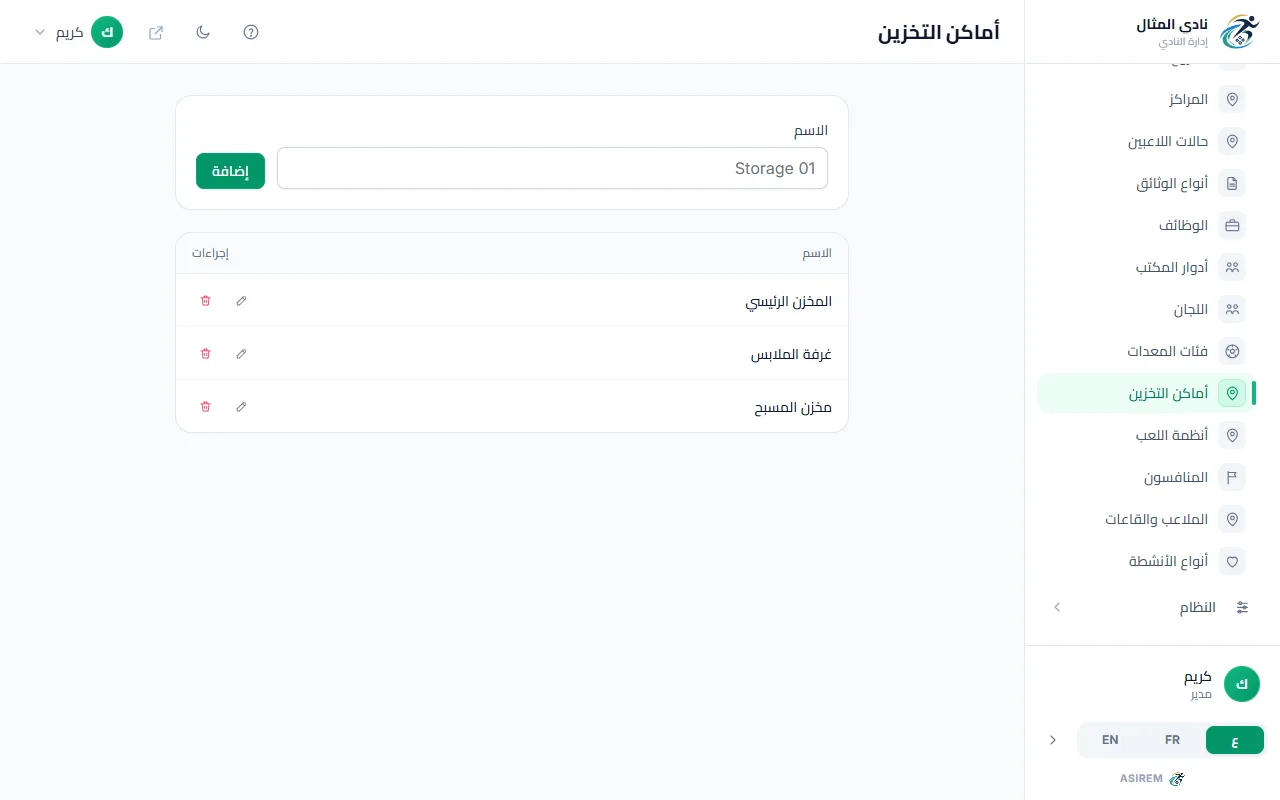 نادي المثال
إدارة النادي
المراكز
حالات اللاعبين
أنواع الوثائق
الوظائف
أدوار المكتب
اللجان
فئات المعدات
أماكن التخزين
أنظمة اللعب
المنافسون
الملاعب والقاعات
أنواع الأنشطة
النظام
ك
كريم
مدير
ع FR EN
ASIREM
أماكن التخزين
ك كريم
الاسم
Storage 01
إضافة
الاسم إجراءات
المخزن الرئيسي
غرفة الملابس
مخزن المسبح